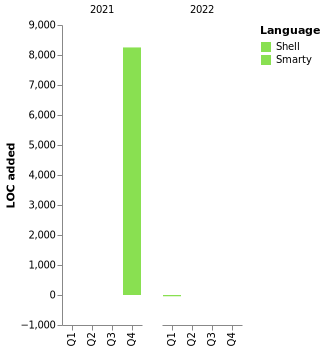 2021 2022
Language
Shell
Smarty
LOC added
9,000
8,000
7,000
6,000
5,000
4,000
3,000
2,000
1,000
0
−1,000
Q1 Q2 Q3 Q4 Q1 Q2 Q3 Q4